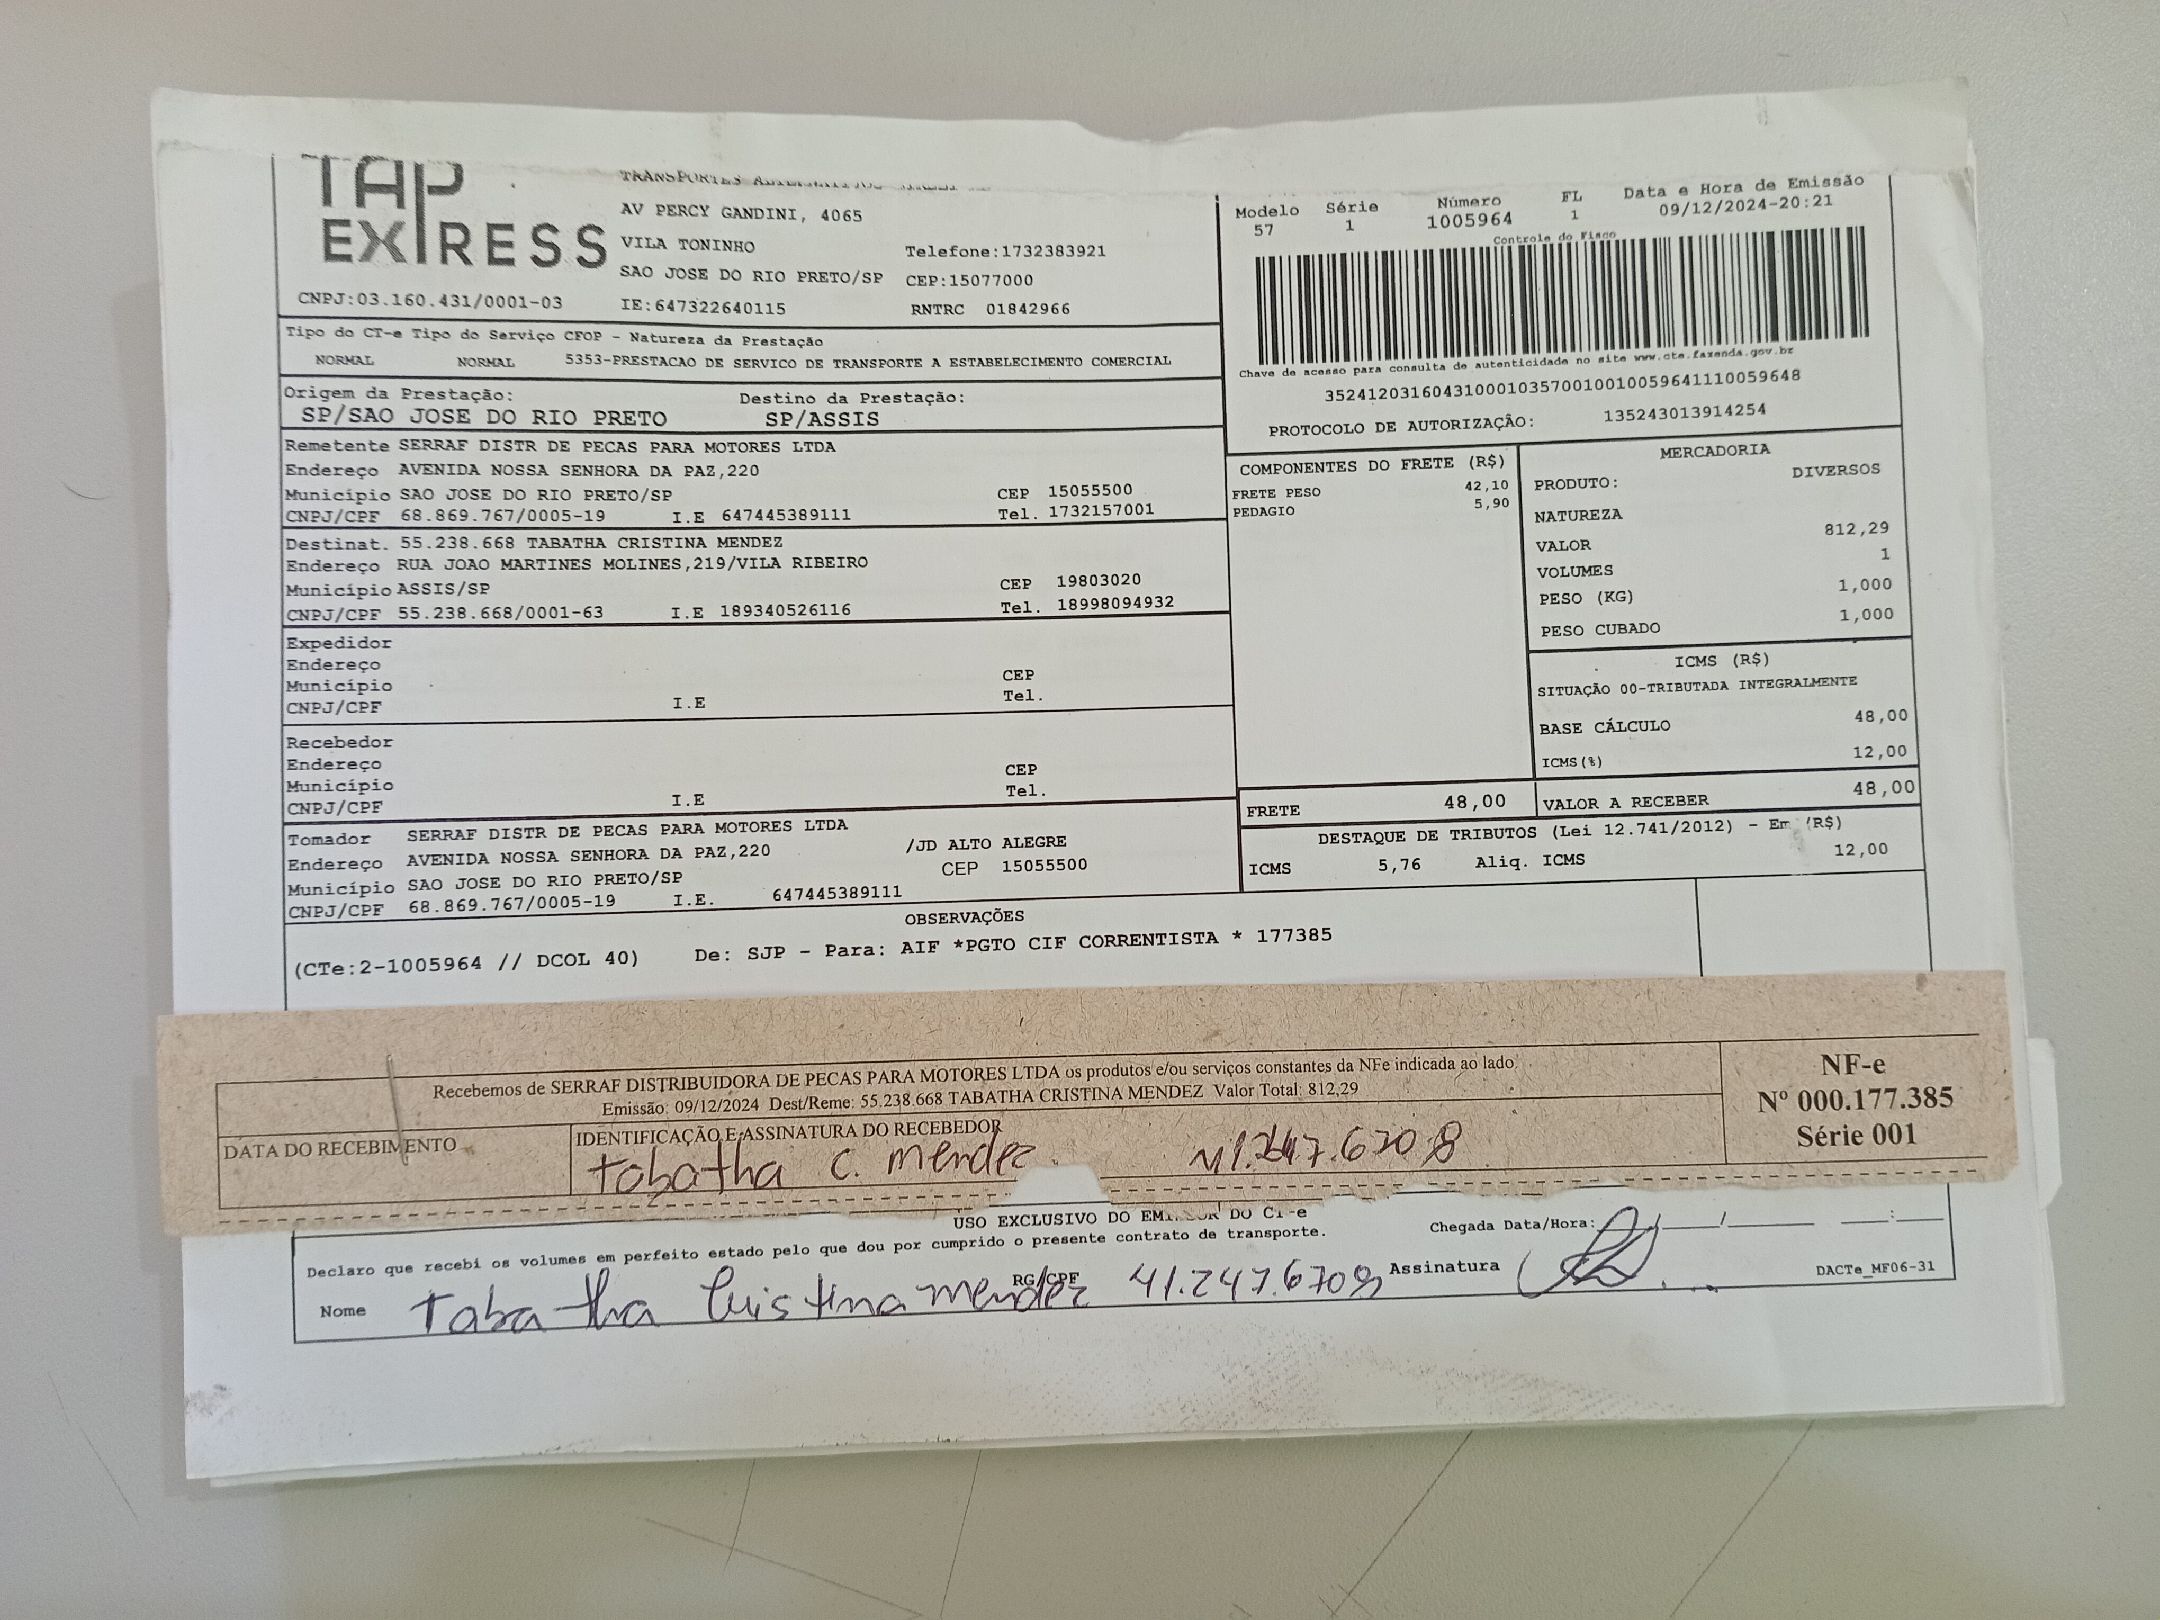 TAP
EXPRESS
CNPJ:03.160.431/0001-03
AV PERCY GANDINI, 4065
VILA TONINHO
Telefone:1732383921
SAO JOSE DO RIO PRETO/SP CEP:15077000
IE:647322640115 RNTRC 01842966
Modelo Série Número FL Data e Hora de Emissão
57 1 1005964 1 09/12/2024-20:21
Controle do Fisco
Chave de acesso para consulta de autenticidade no site www.cte.fazenda.gov.br
35241203160431000103570010010059641110059648
PROTOCOLO DE AUTORIZAÇÃO: 135243013914254
Tipo do CT-e Tipo do Serviço CFOP - Natureza da Prestação
NORMAL NORMAL 5353-PRESTACAO DE SERVICO DE TRANSPORTE A ESTABELECIMENTO COMERCIAL
Origem da Prestação: Destino da Prestação:
SP/SAO JOSE DO RIO PRETO SP/ASSIS
Remetente SERRAF DISTR DE PECAS PARA MOTORES LTDA
Endereço AVENIDA NOSSA SENHORA DA PAZ,220
Município SAO JOSE DO RIO PRETO/SP CEP 15055500
CNPJ/CPF 68.869.767/0005-19 I.E 647445389111 Tel. 1732157001
Destinat. 55.238.668 TABATHA CRISTINA MENDEZ
Endereço RUA JOAO MARTINES MOLINES,219/VILA RIBEIRO
Município ASSIS/SP CEP 19803020
CNPJ/CPF 55.238.668/0001-63 I.E 189340526116 Tel. 18998094932
Expedidor
Endereço
Município CEP
CNPJ/CPF I.E Tel.
Recebedor
Endereço
Município CEP
CNPJ/CPF I.E Tel.
Tomador SERRAF DISTR DE PECAS PARA MOTORES LTDA
Endereço AVENIDA NOSSA SENHORA DA PAZ,220 /JD ALTO ALEGRE
Município SAO JOSE DO RIO PRETO/SP CEP 15055500
CNPJ/CPF 68.869.767/0005-19 I.E. 647445389111
COMPONENTES DO FRETE (R$)
FRETE PESO 42,10
PEDAGIO 5,90
MERCADORIA
PRODUTO: DIVERSOS
NATUREZA
VALOR 812,29
VOLUMES 1
PESO (KG) 1,000
PESO CUBADO 1,000
ICMS (R$)
SITUAÇÃO 00-TRIBUTADA INTEGRALMENTE
BASE CÁLCULO 48,00
ICMS(%) 12,00
FRETE 48,00 VALOR A RECEBER 48,00
DESTAQUE DE TRIBUTOS (Lei 12.741/2012) - Em (R$)
ICMS 5,76 Aliq. ICMS 12,00
OBSERVAÇÕES
(CTe:2-1005964 // DCOL 40) De: SJP - Para: AIF *PGTO CIF CORRENTISTA * 177385
Recebemos de SERRAF DISTRIBUIDORA DE PECAS PARA MOTORES LTDA os produtos e/ou serviços constantes da NFe indicada ao lado.
Emissão: 09/12/2024 Dest/Reme: 55.238.668 TABATHA CRISTINA MENDEZ Valor Total: 812,29
DATA DO RECEBIMENTO
IDENTIFICAÇÃO E ASSINATURA DO RECEBEDOR
Tabatha C. Mendez 41.247.670 8
NF-e
Nº 000.177.385
Série 001
USO EXCLUSIVO DO EMISSOR DO CT-e
Declaro que recebi os volumes em perfeito estado pelo que dou por cumprido o presente contrato de transporte.
Chegada Data/Hora: / / :
Nome Tabatha Cristina Mendez RG/CPF 41.247.670 8 Assinatura
DACTe_MF06-31